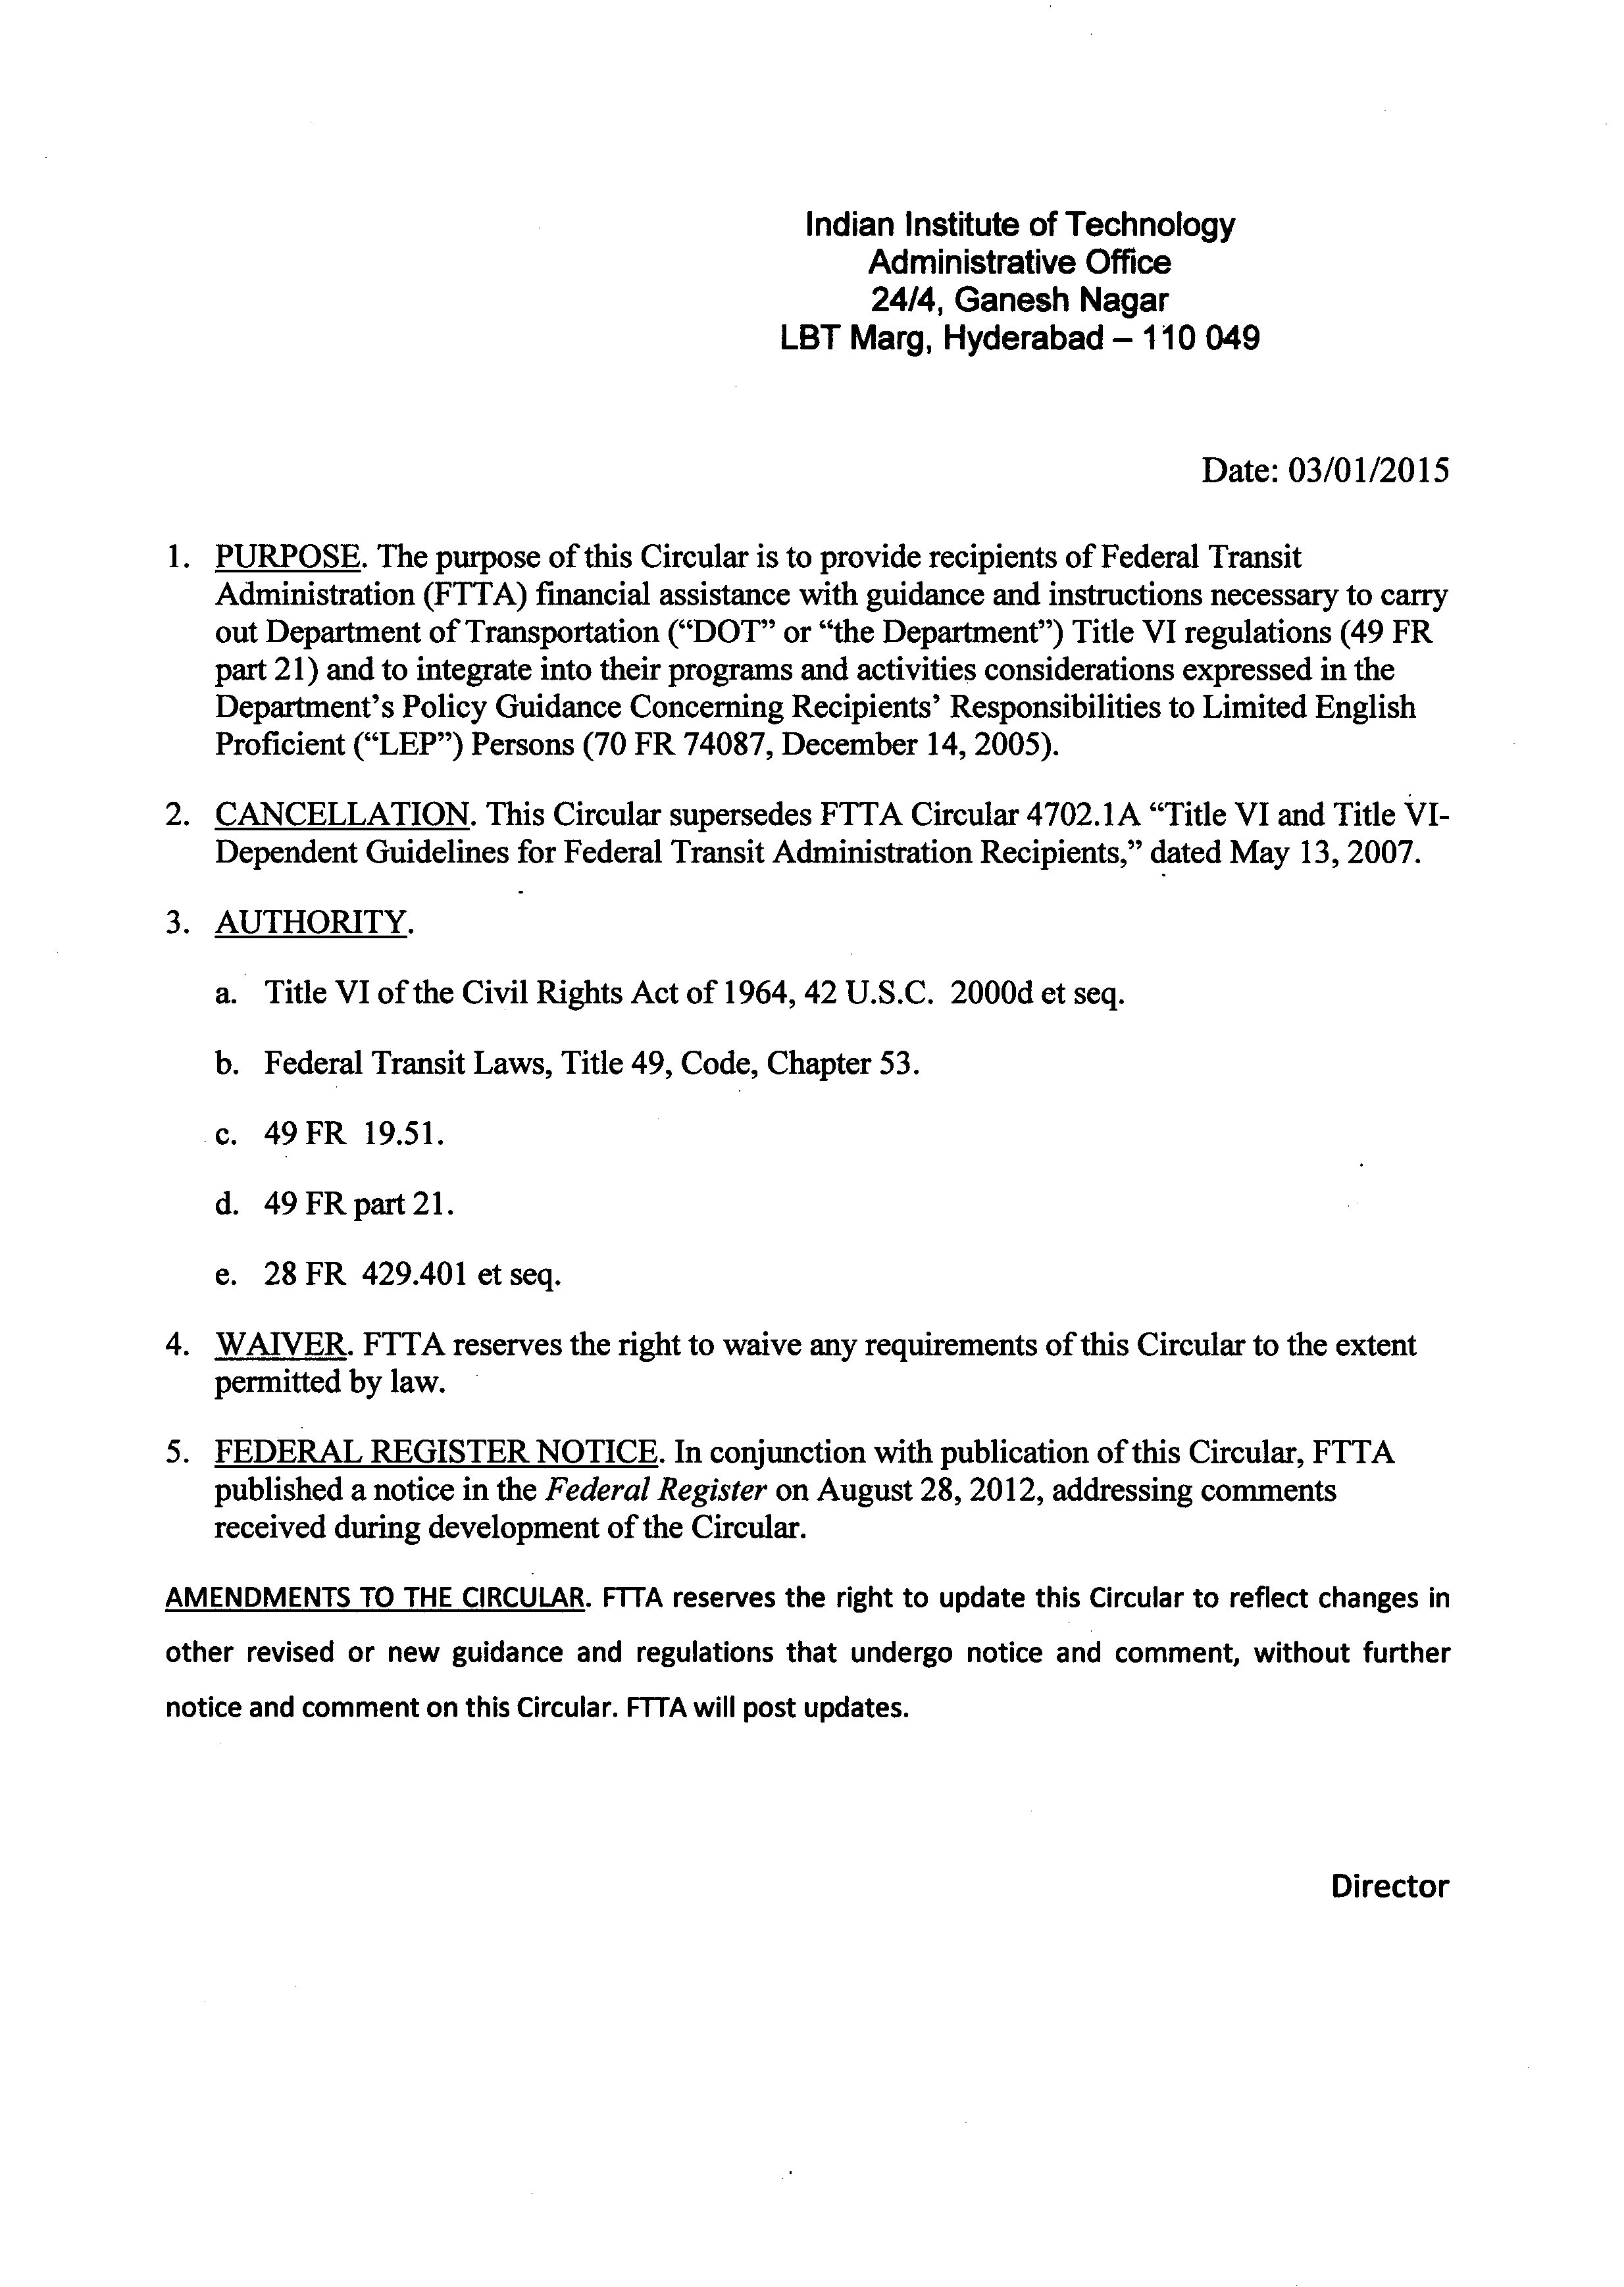 Indian Institute of Technology
Administrative Office
24/4, Ganesh Nagar
LBT Marg, Hyderabad – 110 049
Date: 03/01/2015
1. PURPOSE. The purpose of this Circular is to provide recipients of Federal Transit
Administration (FTTA) financial assistance with guidance and instructions necessary to carry
out Department of Transportation (“DOT” or “the Department”) Title VI regulations (49 FR
part 21) and to integrate into their programs and activities considerations expressed in the
Department’s Policy Guidance Concerning Recipients’ Responsibilities to Limited English
Proficient (“LEP”) Persons (70 FR 74087, December 14, 2005).
2. CANCELLATION. This Circular supersedes FTTA Circular 4702.1A “Title VI and Title VI-
Dependent Guidelines for Federal Transit Administration Recipients,” dated May 13, 2007.
3. AUTHORITY.
a. Title VI of the Civil Rights Act of 1964, 42 U.S.C. 2000d et seq.
b. Federal Transit Laws, Title 49, Code, Chapter 53.
c. 49 FR 19.51.
d. 49 FR part 21.
e. 28 FR 429.401 et seq.
4. WAIVER. FTTA reserves the right to waive any requirements of this Circular to the extent
permitted by law.
5. FEDERAL REGISTER NOTICE. In conjunction with publication of this Circular, FTTA
published a notice in the Federal Register on August 28, 2012, addressing comments
received during development of the Circular.
AMENDMENTS TO THE CIRCULAR. FTTA reserves the right to update this Circular to reflect changes in
other revised or new guidance and regulations that undergo notice and comment, without further
notice and comment on this Circular. FTTA will post updates.
Director